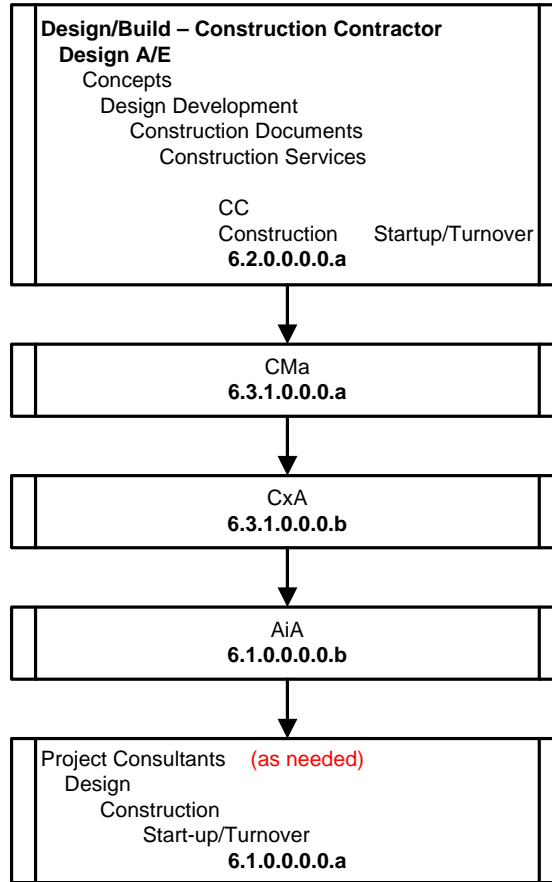 Design/Build – Construction Contractor
Design A/E
Concepts
Design Development
Construction Documents
Construction Services
CC
Construction Startup/Turnover
6.2.0.0.0.0.a
CMa
6.3.1.0.0.0.a
CxA
6.3.1.0.0.0.b
AiA
6.1.0.0.0.0.b
Project Consultants (as needed)
Design
Construction
Start-up/Turnover
6.1.0.0.0.0.a